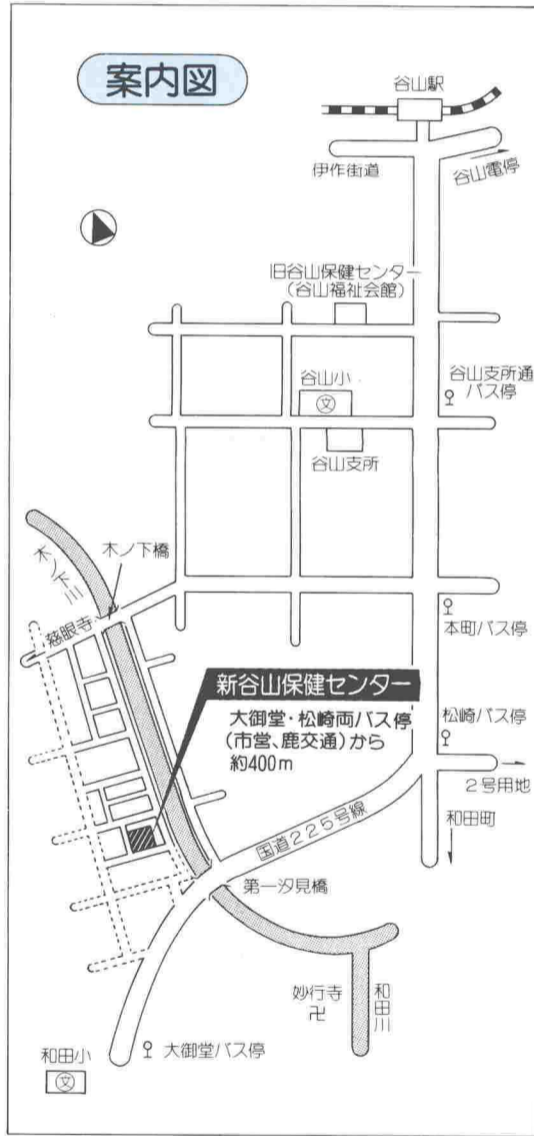 案内図
谷山駅
伊作街道
谷山電停
旧谷山保健センター
(谷山福祉会館)
谷山小
文
谷山支所通
バス停
谷山支所
木ノ下橋
木ノ下川
慈眼寺
本町バス停
新谷山保健センター
大御堂・松崎両バス停
(市営、鹿交通)から
約400m
松崎バス停
2号用地
和田町
国道225号線
第一汐見橋
妙行寺
卍
和田川
大御堂バス停
和田小
文